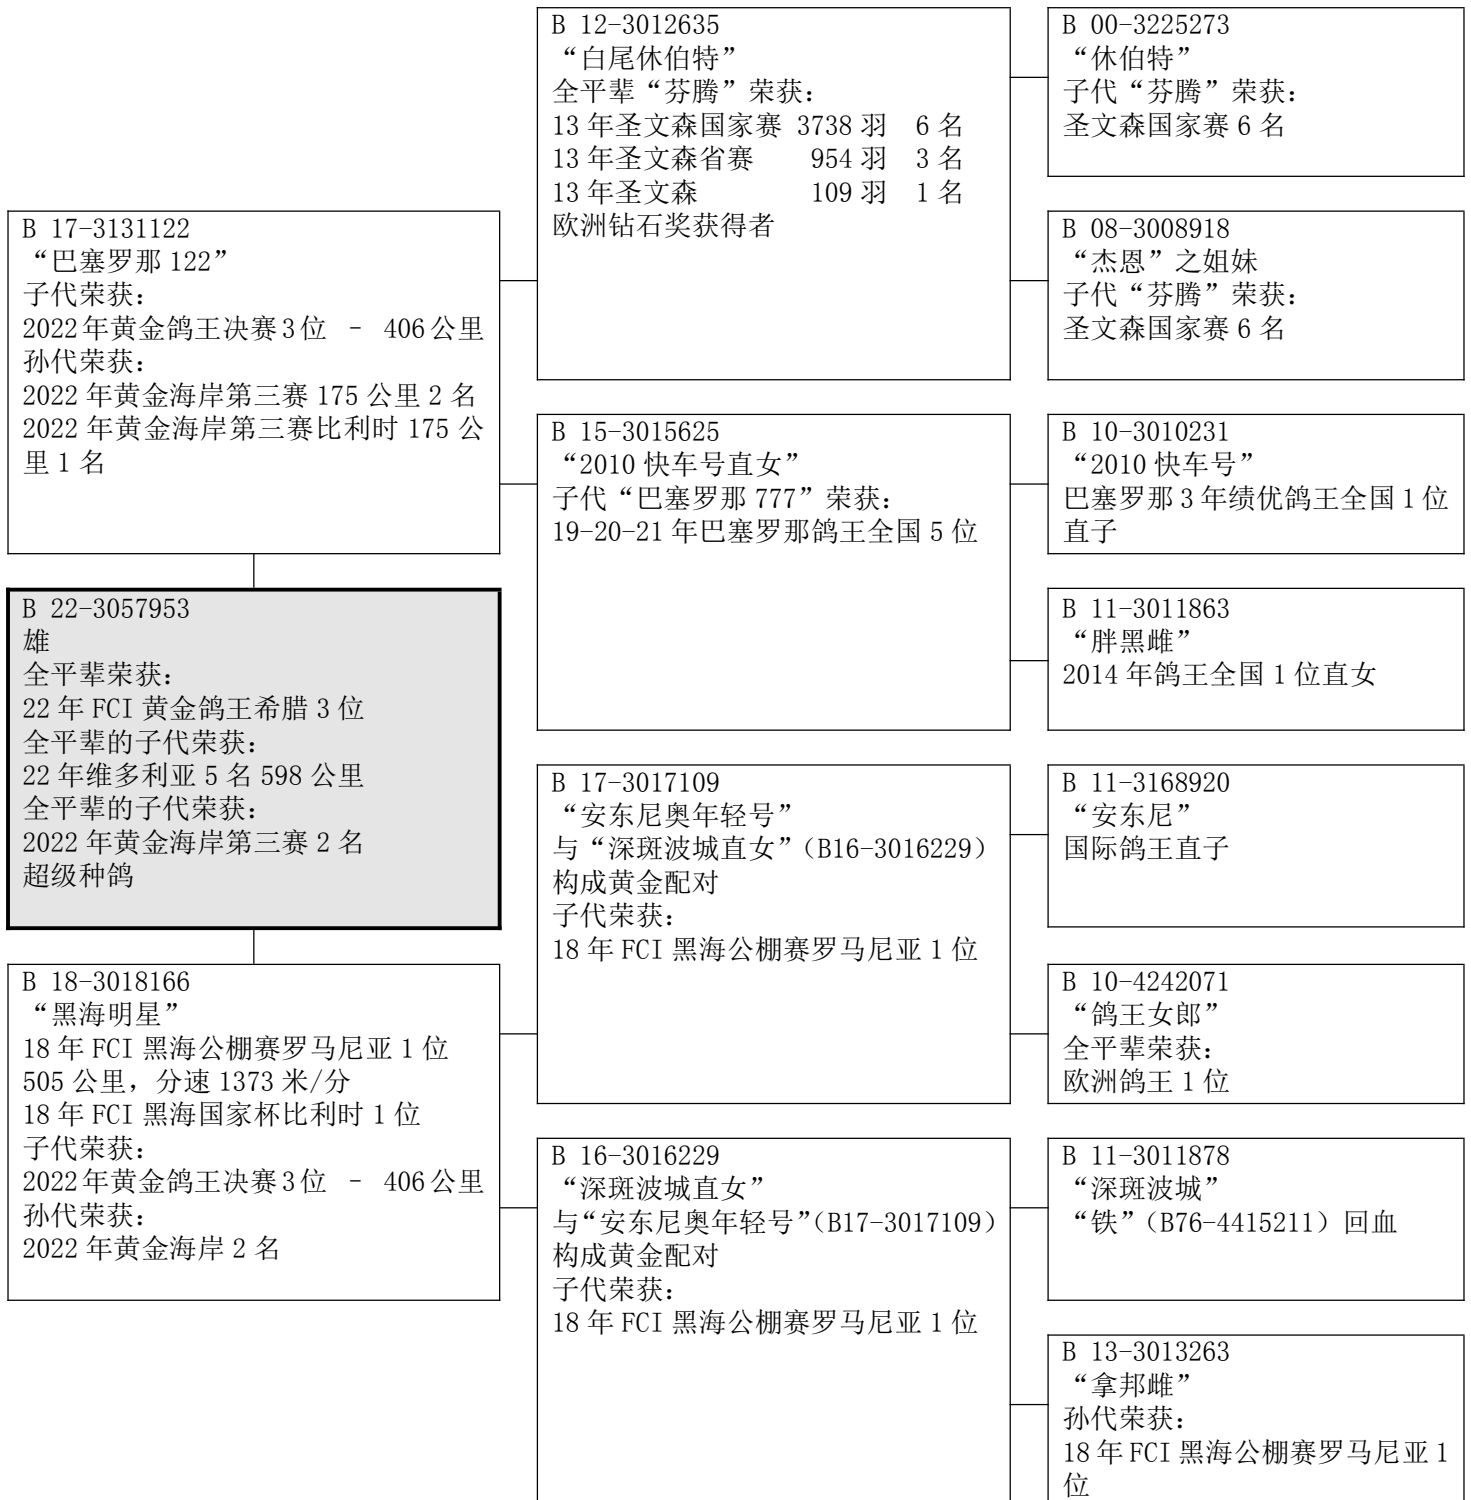 B 17-3131122
“巴塞罗那 122”
子代荣获：
2022年黄金鸽王决赛3位 – 406公里
孙代荣获：
2022 年黄金海岸第三赛 175 公里 2 名
2022 年黄金海岸第三赛比利时 175 公
里 1 名
B 22-3057953
雄
全平辈荣获：
22 年 FCI 黄金鸽王希腊 3 位
全平辈的子代荣获：
22 年维多利亚 5 名 598 公里
全平辈的子代荣获：
2022 年黄金海岸第三赛 2 名
超级种鸽
B 18-3018166
“黑海明星”
18 年 FCI 黑海公棚赛罗马尼亚 1 位
505 公里，分速 1373 米/分
18 年 FCI 黑海国家杯比利时 1 位
子代荣获：
2022年黄金鸽王决赛3位 – 406公里
孙代荣获：
2022 年黄金海岸 2 名
B 12-3012635
“白尾休伯特”
全平辈“芬腾”荣获：
13 年圣文森国家赛 3738 羽 6 名
13 年圣文森省赛 954 羽 3 名
13 年圣文森 109 羽 1 名
欧洲钻石奖获得者
B 15-3015625
“2010 快车号直女”
子代“巴塞罗那 777”荣获：
19-20-21 年巴塞罗那鸽王全国 5 位
B 17-3017109
“安东尼奥年轻号”
与“深斑波城直女”（B16-3016229）
构成黄金配对
子代荣获：
18 年 FCI 黑海公棚赛罗马尼亚 1 位
B 16-3016229
“深斑波城直女”
与“安东尼奥年轻号”（B17-3017109）
构成黄金配对
子代荣获：
18 年 FCI 黑海公棚赛罗马尼亚 1 位
B 00-3225273
“休伯特”
子代“芬腾”荣获：
圣文森国家赛 6 名
B 08-3008918
“杰恩”之姐妹
子代“芬腾”荣获：
圣文森国家赛 6 名
B 10-3010231
“2010 快车号”
巴塞罗那 3 年绩优鸽王全国 1 位
直子
B 11-3011863
“胖黑雌”
2014 年鸽王全国 1 位直女
B 11-3168920
“安东尼”
国际鸽王直子
B 10-4242071
“鸽王女郎”
全平辈荣获：
欧洲鸽王 1 位
B 11-3011878
“深斑波城”
“铁”（B76-4415211）回血
B 13-3013263
“拿邦雌”
孙代荣获：
18 年 FCI 黑海公棚赛罗马尼亚 1
位